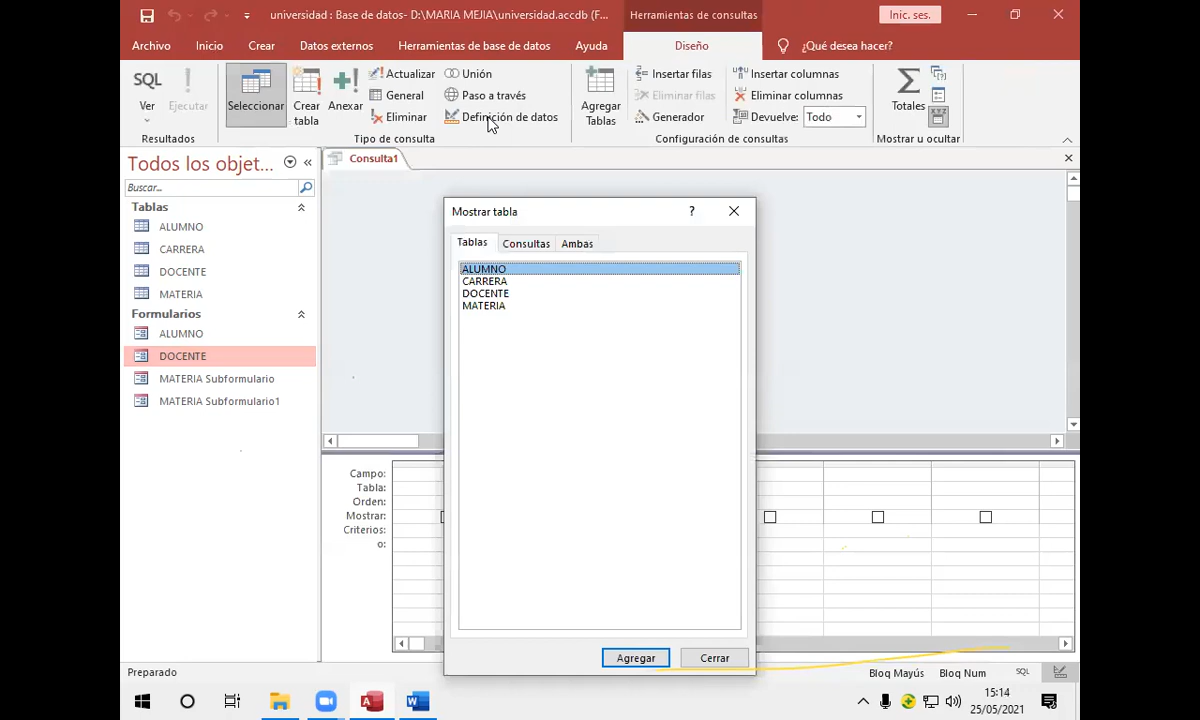 universidad : Base de datos- D:\MARIA MEJIA\universidad.accdb (F...
Herramientas de consultas
Inic. ses.
Archivo Inicio Crear Datos externos Herramientas de base de datos Ayuda Diseño ¿Qué desea hacer?
SQL
Ver
Ejecutar
Resultados
Seleccionar
Crear tabla
Anexar
Actualizar
General
Eliminar
Unión
Paso a través
Definición de datos
Tipo de consulta
Agregar Tablas
Insertar filas
Eliminar filas
Generador
Insertar columnas
Eliminar columnas
Devuelve: Todo
Configuración de consultas
Totales
Mostrar u ocultar
Todos los objet...
Buscar...
Tablas
ALUMNO
CARRERA
DOCENTE
MATERIA
Formularios
ALUMNO
DOCENTE
MATERIA Subformulario
MATERIA Subformulario1
Consulta1
Mostrar tabla ?
Tablas Consultas Ambas
ALUMNO
CARRERA
DOCENTE
MATERIA
Agregar Cerrar
Campo:
Tabla:
Orden:
Mostrar:
Criterios:
o:
Preparado
Bloq Mayús Bloq Num SQL
15:14
25/05/2021